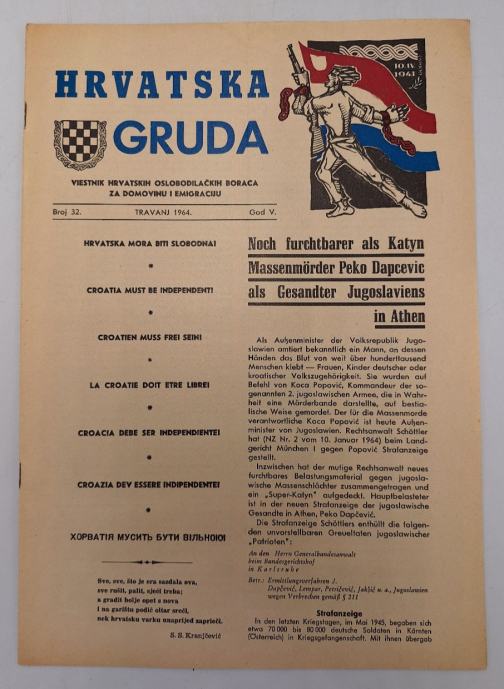 HRVATSKA
GRUDA
10.IV.
1941
VIESTNIK HRVATSKIH OSLOBODILAČKIH BORACA
ZA DOMOVINU I EMIGRACIJU
Broj 32. TRAVANJ 1964. God V.
HRVATSKA MORA BITI SLOBODNA!
CROATIA MUST BE INDEPENDENT!
CROATIEN MUSS FREI SEIN!
LA CROATIE DOIT ETRE LIBRE!
CROACIA DEBE SER INDEPENDIENTE!
CROAZIA DEV ESSERE INDIPENDENTE!
ХОРВАТІЯ МУСИТЬ БУТИ ВІЛЬНОЮ!
Sve, sve, što je era sazdala ova,
sve ruši, pali, sjeci treba;
a gradit bolje opet s nova
I na garišta podić oltar sreći,
nek hrvatsku varku unaprijed zapriječi.
S. S. Kranjčević
Noch furchtbarer als Katyn
Massenmörder Peko Dapcevic
als Gesandter Jugoslaviens
in Athen
Als Außenminister der Volksrepublik Jugo-
slawien amtiert bekanntlich ein Mann, an dessen
Händen das Blut von weit über hunderttausend
Menschen klebt — Frauen, Kinder deutscher oder
kroatischer Volkszugehörigkeit. Sie wurden auf
Befehl von Koca Popović, Kommandeur der so-
genannten 2. jugoslawischen Armee, die in Wahr-
heit eine Mörderbande darstellte, auf bestia-
lische Weise gemordet. Der für die Massenmorde
verantwortliche Koca Popović ist heute Außen-
minister von Jugoslawien. Rechtsanwalt Schöttler
hat (NZ Nr. 2 vom 10. Januar 1964) beim Land-
gericht München I gegen Popović Strafanzeige
gestellt.
Inzwischen hat der mutige Rechtsanwalt neues
furchtbares Belastungsmaterial gegen jugosla-
wische Massenschlächter zusammengetragen und
ein „Super-Katyn" aufgedeckt. Hauptbelasteter
ist in der neuen Strafanzeige der jugoslawische
Gesandte in Athen, Peko Dapčević.
Die Strafanzeige Schöttlers enthüllt die folgen-
den unvorstellbaren Greueltaten jugoslawischer
„Patrioten":
An den Herrn Generalbundesanwalt
beim Bundesgerichtshof
in Karlsruhe
Betr.: Ermittlungsverfahren J.
Dapčević, Lempar, Petričević, Jakšić u. a., Jugoslawien
wegen Verbrechen gemäß § 211
Strafanzeige
In den letzten Kriegstagen, im Mai 1945, begaben sich
etwa 70 000 bis 80 000 deutsche Soldaten in Kärnten
(Österreich) in Kriegsgefangenschaft. Mit ihnen übergab